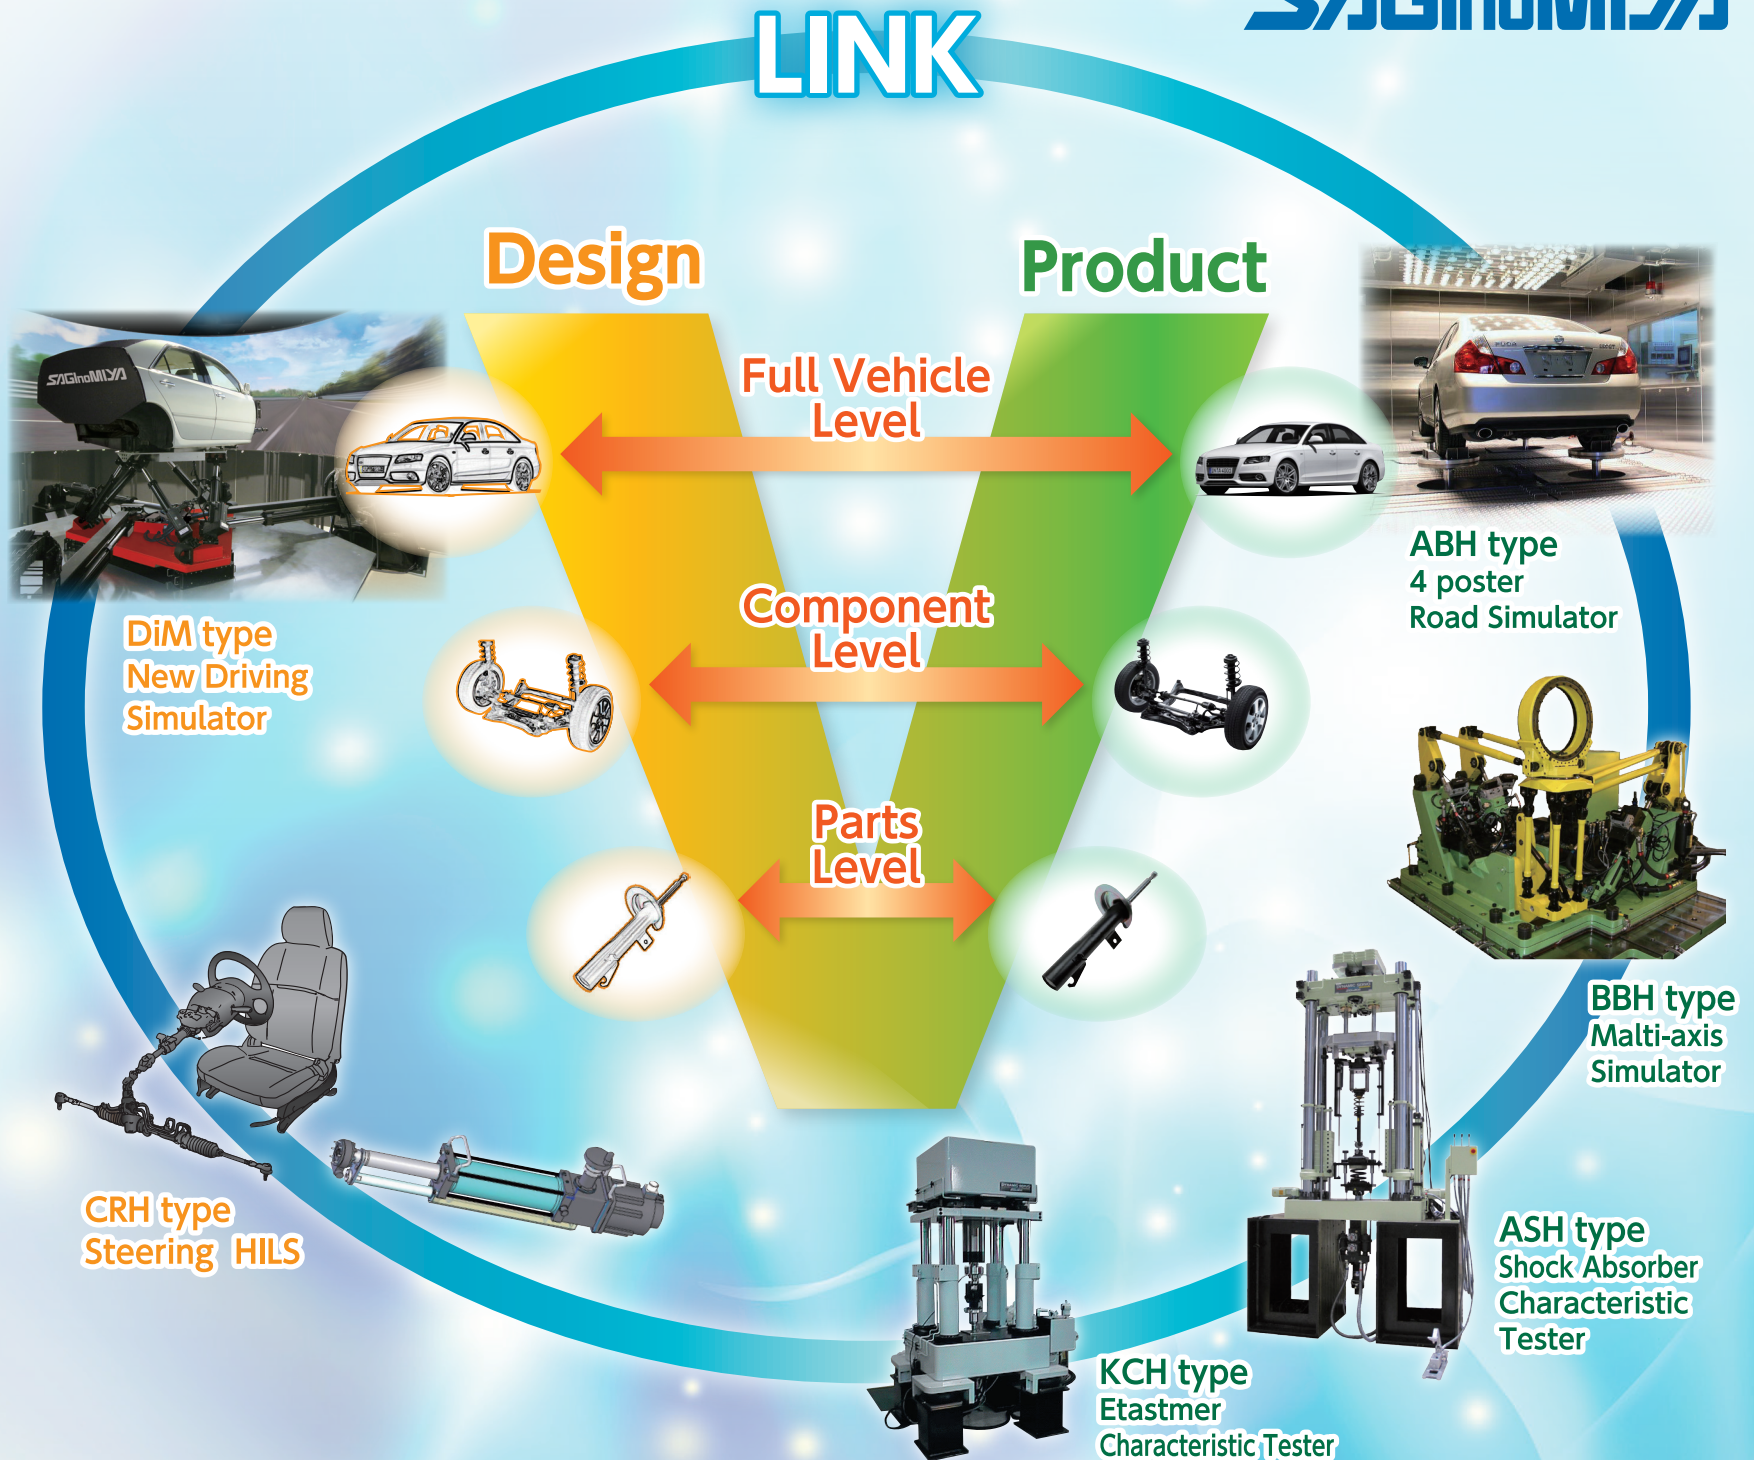 SAGInoMIYA
LINK
Design
Product
SAGInoMIYA
Full Vehicle
Level
ABH type
4 poster
Road Simulator
Component
Level
DiM type
New Driving
Simulator
Parts
Level
BBH type
Malti-axis
Simulator
CRH type
Steering HILS
ASH type
Shock Absorber
Characteristic
Tester
KCH type
Etastmer
Characteristic Tester